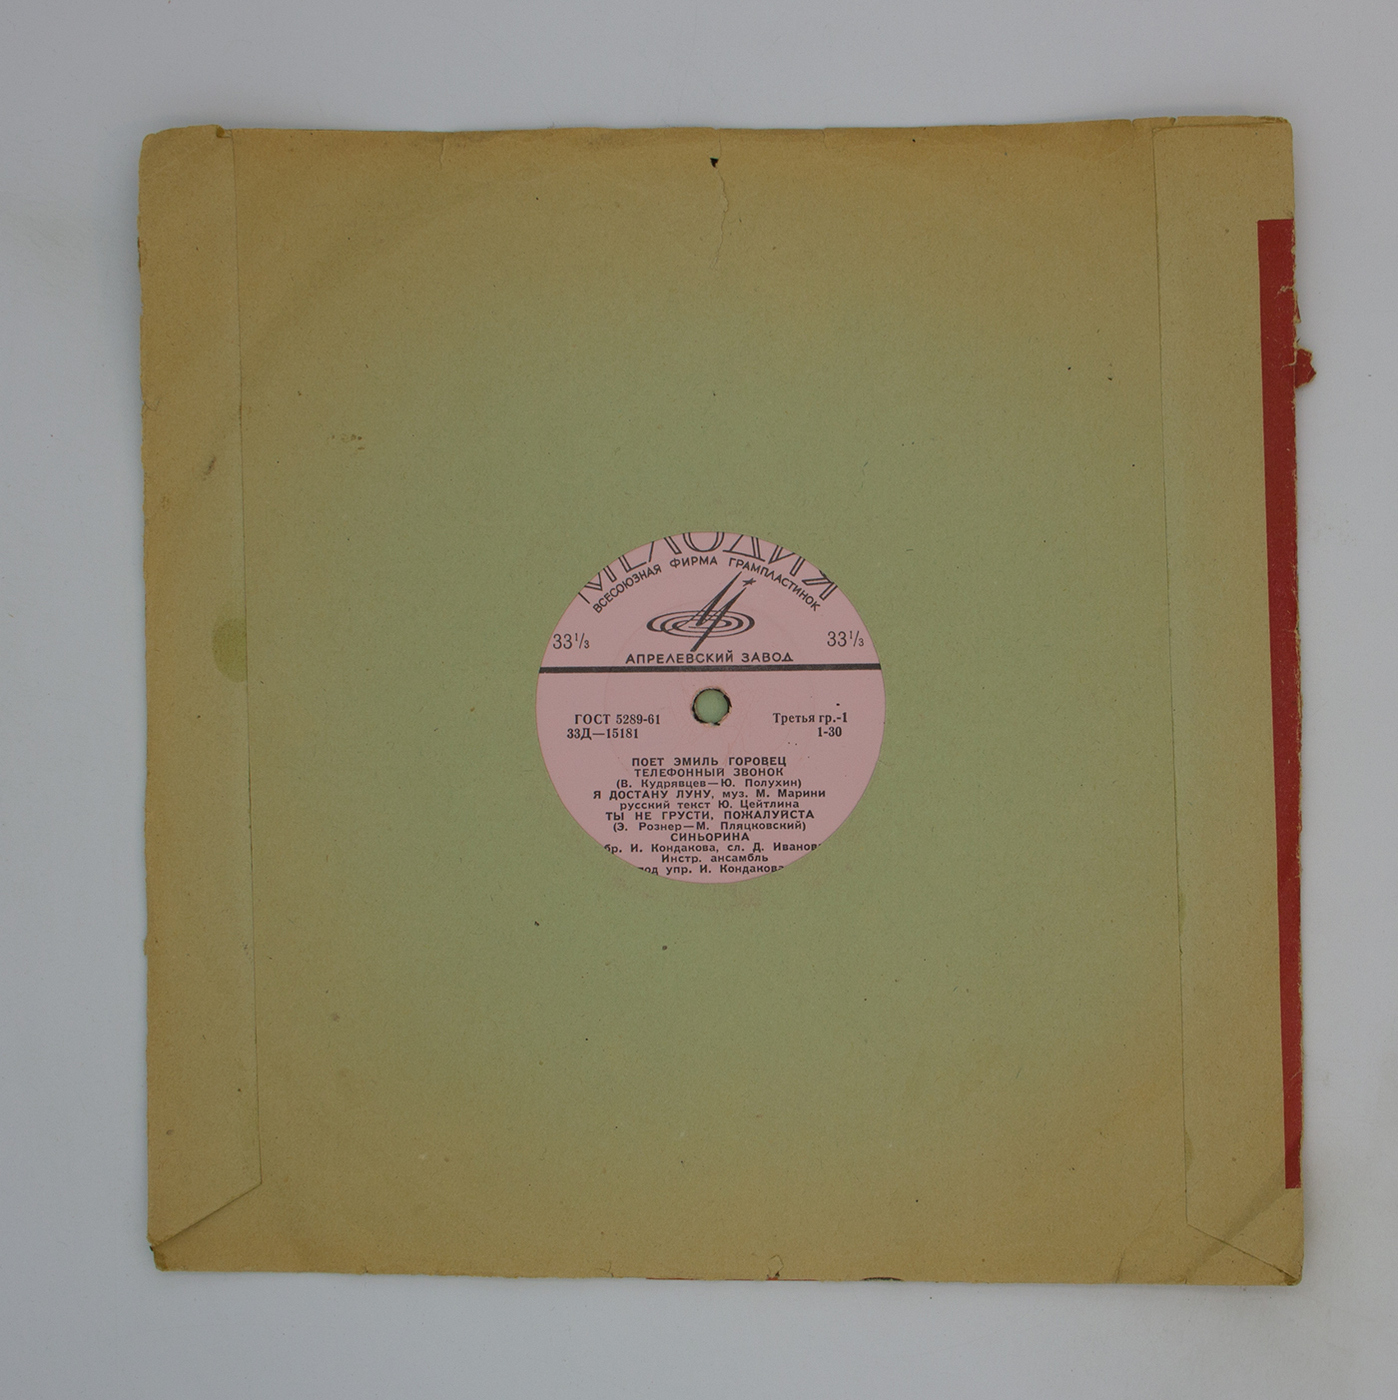 МЕЛОДИЯ
ВСЕСОЮЗНАЯ ФИРМА ГРАМПЛАСТИНОК
33⅓ 33⅓
АПРЕЛЕВСКИЙ ЗАВОД
ГОСТ 5289-61 Третья гр.-1
33Д—15181 1-30
ПОЕТ ЭМИЛЬ ГОРОВЕЦ
ТЕЛЕФОННЫЙ ЗВОНОК
(В. Кудрявцев—Ю. Полухин)
Я ДОСТАНУ ЛУНУ, муз. М. Марини
русский текст Ю. Цейтлина
ТЫ НЕ ГРУСТИ, ПОЖАЛУЙСТА
(Э. Рознер—М. Пляцковский)
СИНЬОРИНА
бр. И. Кондакова, сл. Д. Иванов
Инстр. ансамбль
под упр. И. Кондакова